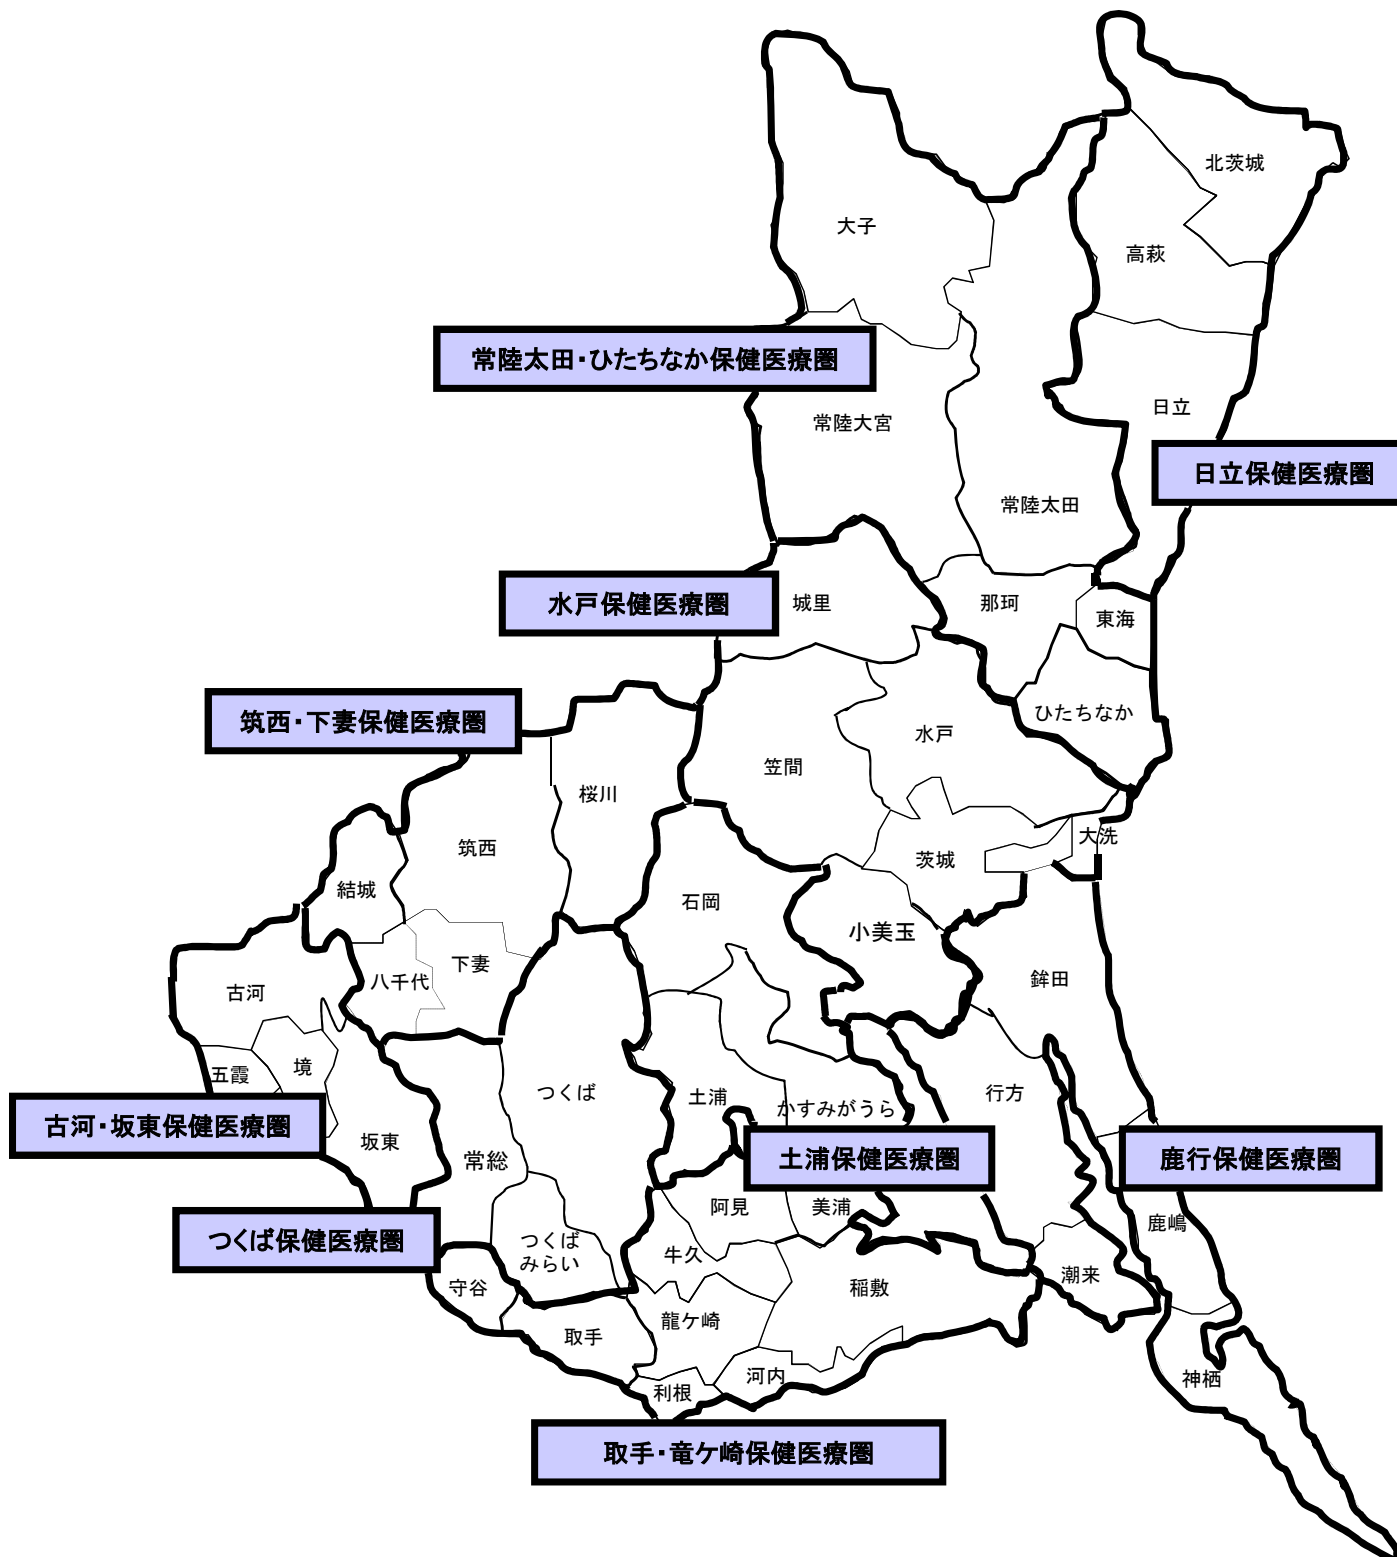 北茨城
大子
高萩
常陸太田・ひたちなか保健医療圏
日立
常陸大宮
日立保健医療圏
常陸太田
水戸保健医療圏
城里
那珂
東海
筑西・下妻保健医療圏
ひたちなか
水戸
笠間
桜川
大洗
筑西
茨城
結城
石岡
小美玉
下妻
八千代
鉾田
古河
境
五霞
つくば
行方
土浦
かすみがうら
古河・坂東保健医療圏
坂東
常総
土浦保健医療圏
鹿行保健医療圏
阿見
美浦
鹿嶋
つくば保健医療圏
つくば
みらい
牛久
潮来
守谷
稲敷
龍ケ崎
取手
河内
神栖
利根
取手・竜ケ崎保健医療圏